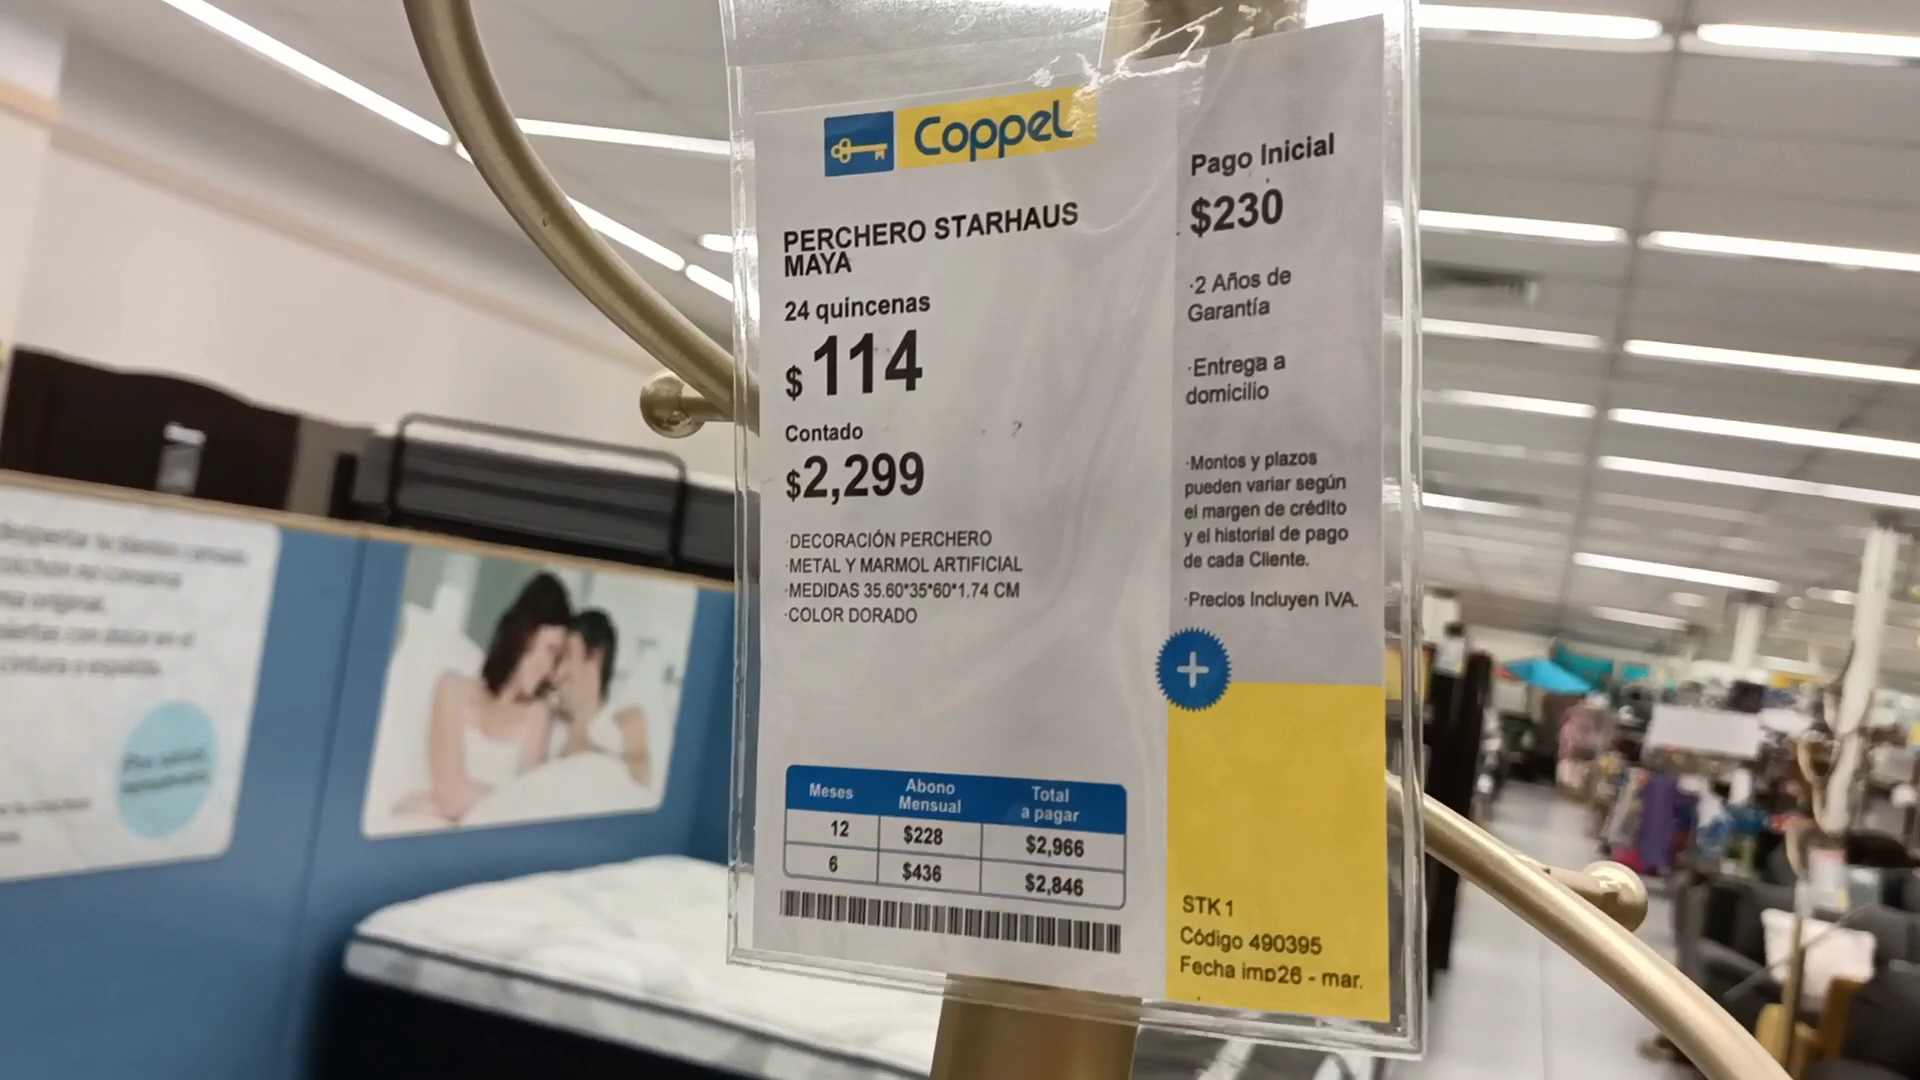 Coppel
PERCHERO STARHAUS
MAYA
24 quincenas
$114
Contado
$2,299
·DECORACIÓN PERCHERO
·METAL Y MARMOL ARTIFICIAL
·MEDIDAS 35.60*35*60*1.74 CM
·COLOR DORADO
Meses Abono Mensual Total a pagar
12 $228 $2,966
6 $436 $2,846
Pago Inicial
$230
·2 Años de
Garantía
·Entrega a
domicilio
·Montos y plazos
pueden variar según
el margen de crédito
y el historial de pago
de cada Cliente.
·Precios Incluyen IVA.
+
STK 1
Código 490395
Fecha imp26 - mar.